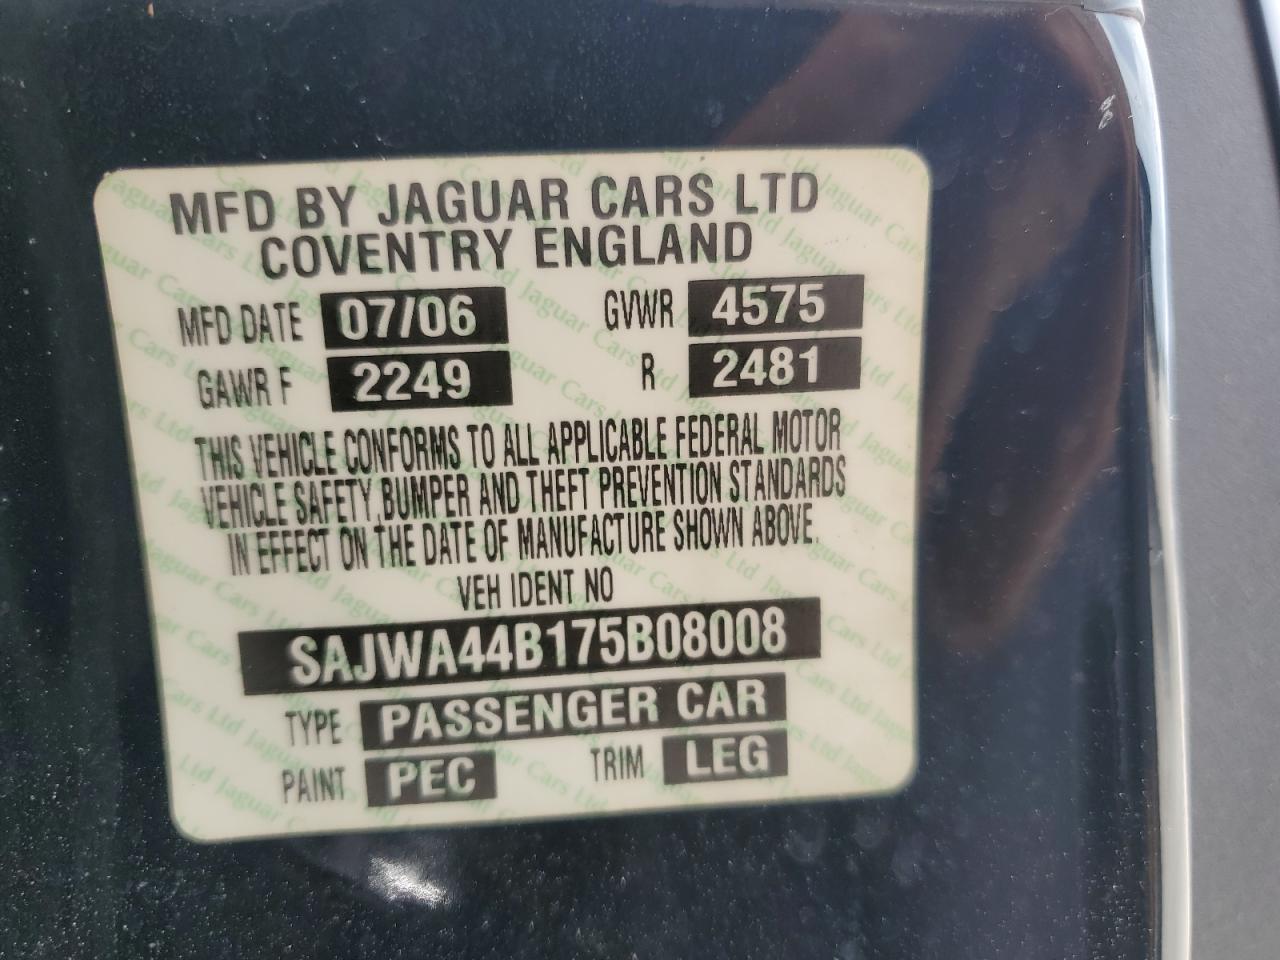 MFD BY JAGUAR CARS LTD
COVENTRY ENGLAND
MFD DATE 07/06 GVWR 4575
GAWR F 2249 R 2481
THIS VEHICLE CONFORMS TO ALL APPLICABLE FEDERAL MOTOR
VEHICLE SAFETY, BUMPER AND THEFT PREVENTION STANDARDS
IN EFFECT ON THE DATE OF MANUFACTURE SHOWN ABOVE.
VEH IDENT NO
SAJWA44B175B08008
TYPE PASSENGER CAR
PAINT PEC TRIM LEG